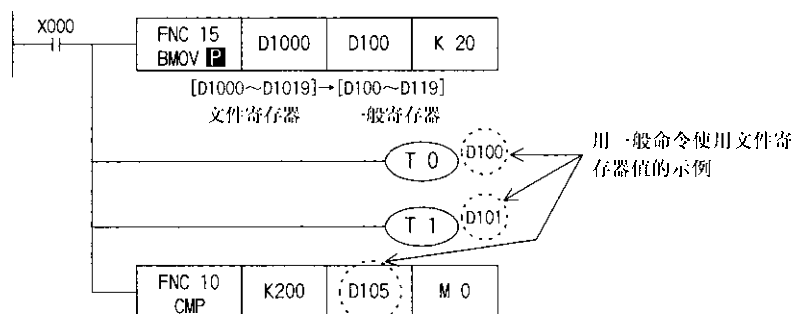 X000
FNC 15
BMOV P
D1000
D100
K 20
[D1000～D1019]→[D100～D119]
文件寄存器
一般寄存器
T 0
D100
用一般命令使用文件寄
存器值的示例
T 1
D101
FNC 10
CMP
K200
D105
M 0